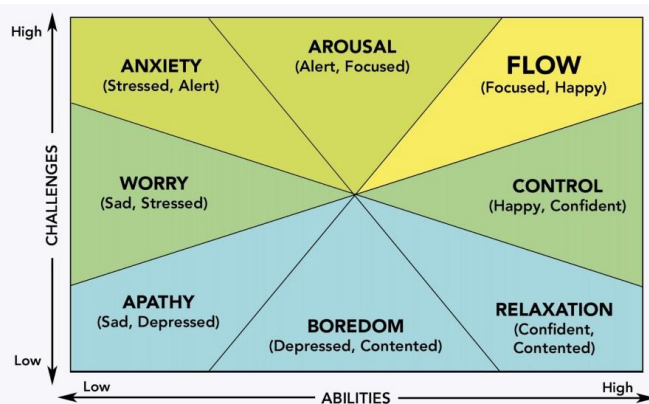 High
ANXIETY
(Stressed, Alert)
AROUSAL
(Alert, Focused)
FLOW
(Focused, Happy)
CHALLENGES
WORRY
(Sad, Stressed)
CONTROL
(Happy, Confident)
APATHY
(Sad, Depressed)
BOREDOM
(Depressed, Contented)
RELAXATION
(Confident,
Contented)
Low
Low
ABILITIES
High